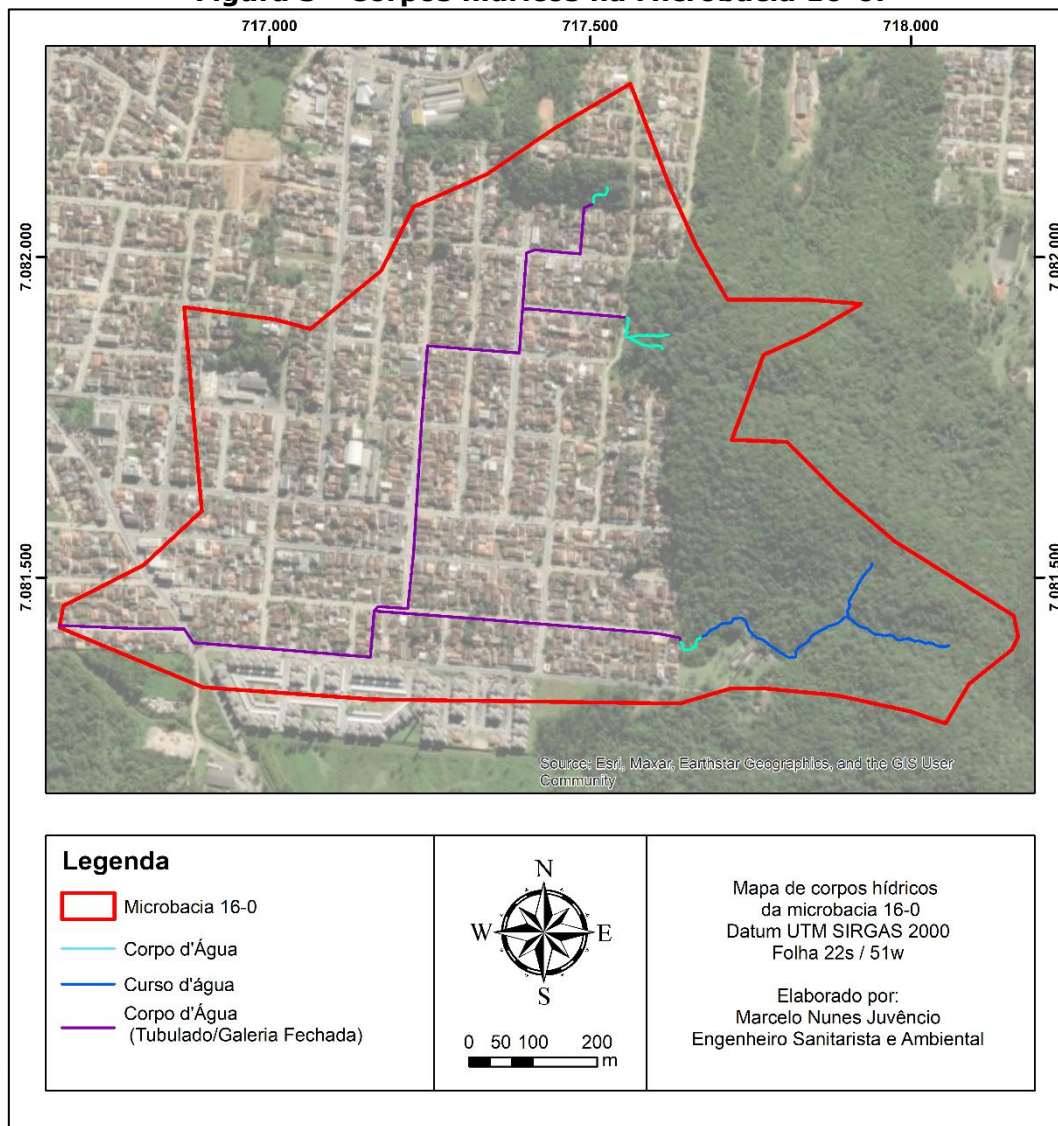 717.000 717.500 718.000
7.082.000 7.082.000
7.081.500 7.081.500
Source: Esri, Maxar, Earthstar Geographics, and the GIS User
Community
Legenda
Microbacia 16-0
Corpo d'Água
Curso d'água
Corpo d'Água
(Tubulado/Galeria Fechada)
N
W E
S
0 50 100 200
m
Mapa de corpos hídricos
da microbacia 16-0
Datum UTM SIRGAS 2000
Folha 22s / 51w
Elaborado por:
Marcelo Nunes Juvêncio
Engenheiro Sanitarista e Ambiental